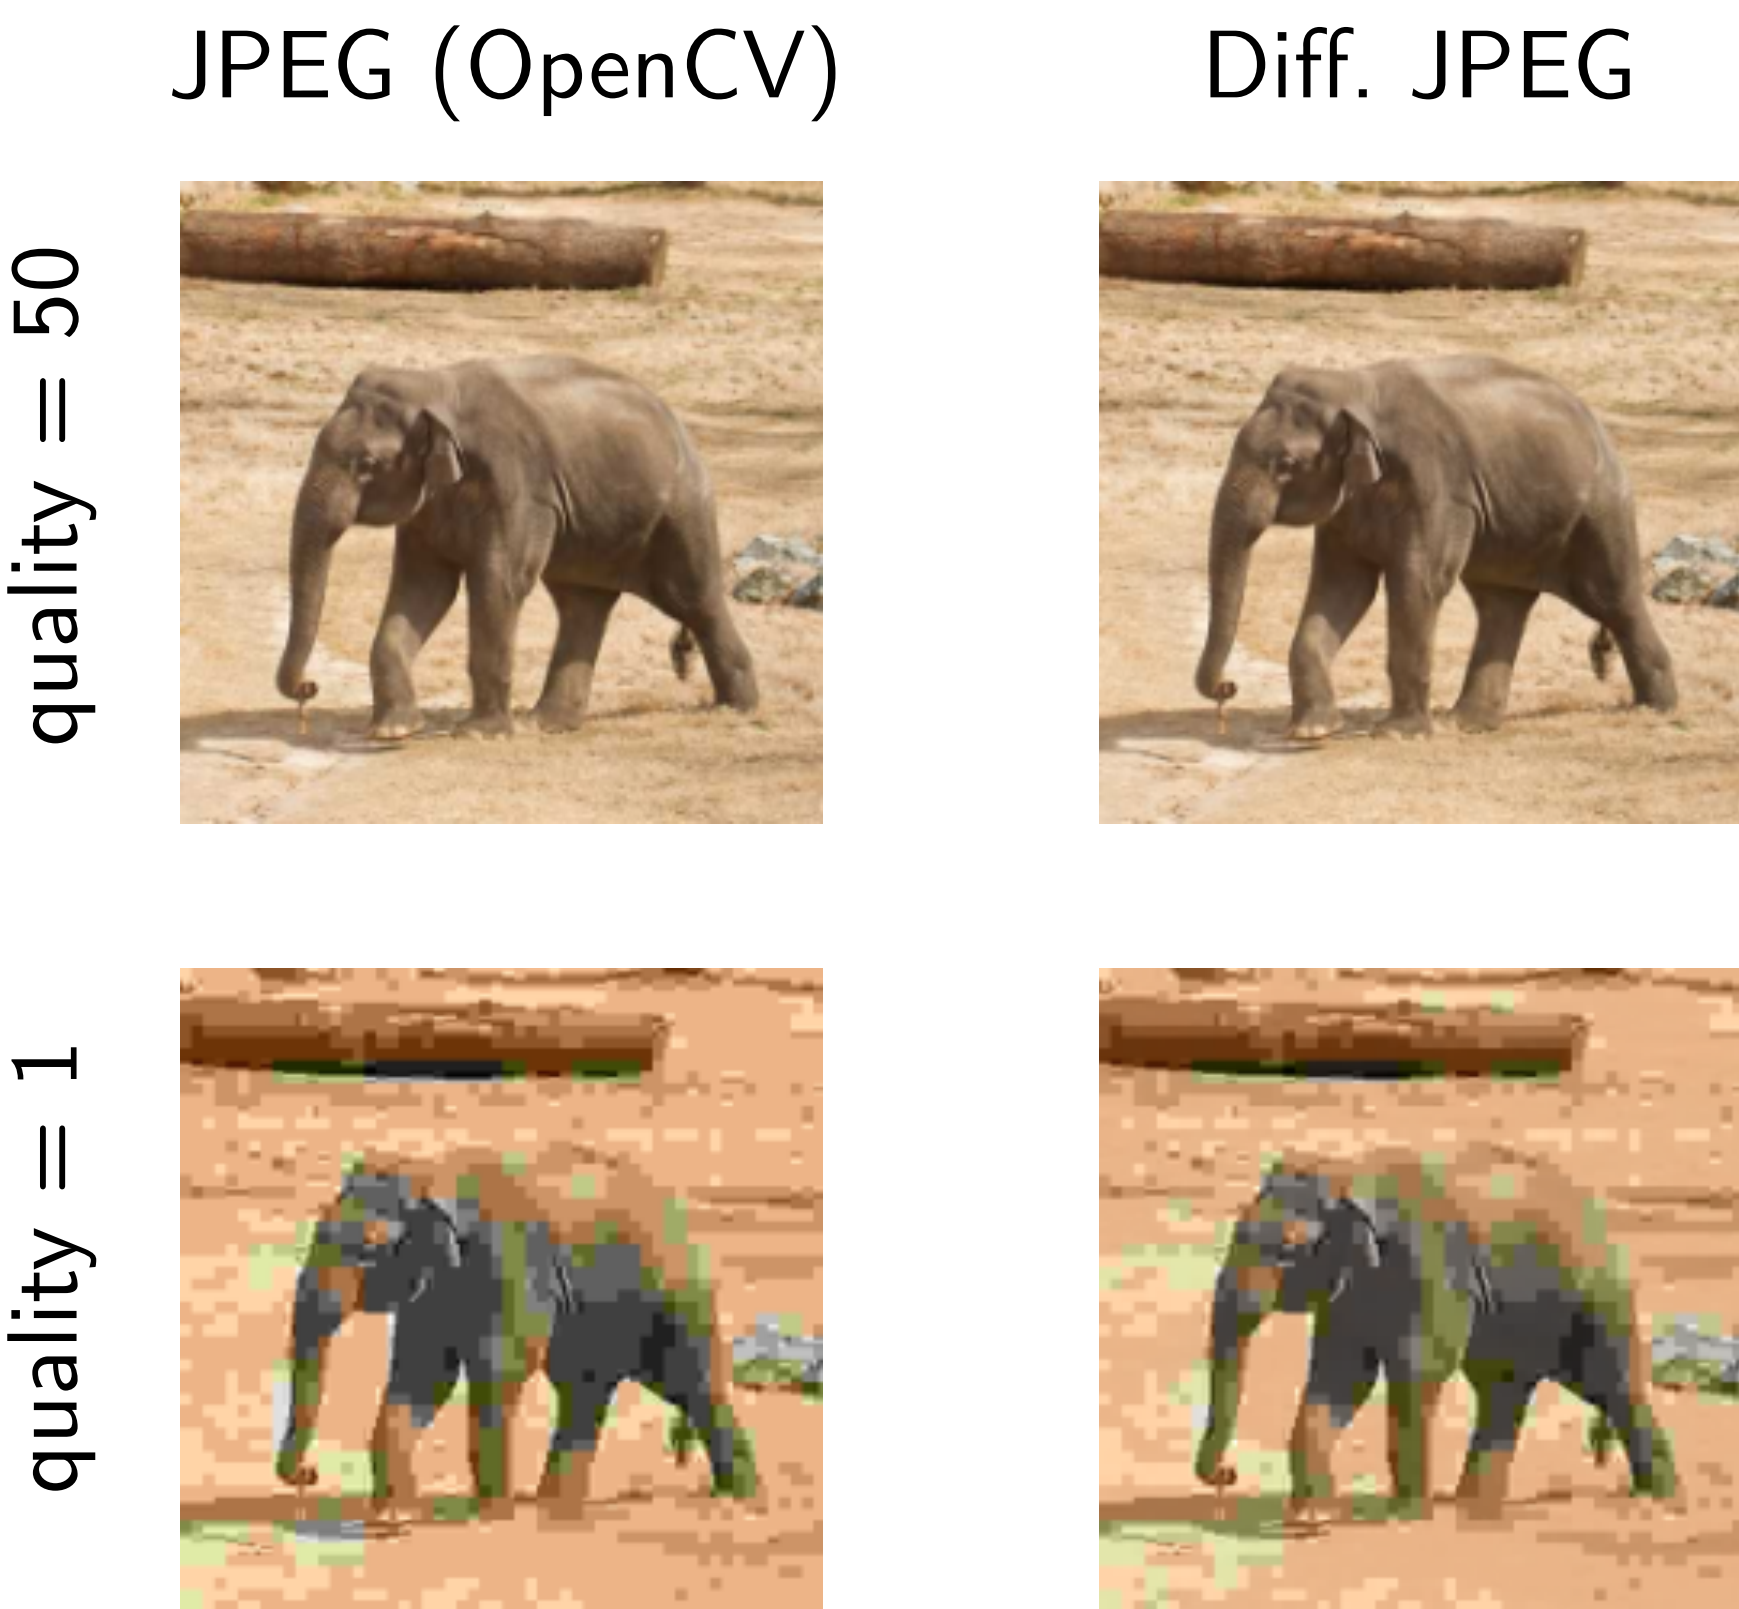 JPEG (OpenCV)
Diff. JPEG
quality = 50
quality = 1